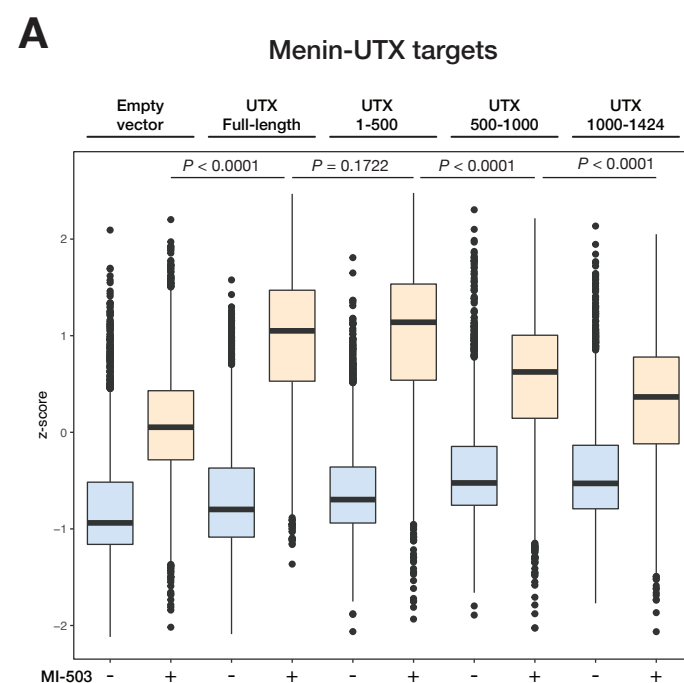 A
Menin-UTX targets
Empty vector
UTX Full-length
UTX 1-500
UTX 500-1000
UTX 1000-1424
P < 0.0001
P = 0.1722
P < 0.0001
P < 0.0001
2
1
0
−1
−2
z-score
MI-503 - + - + - + - + - +